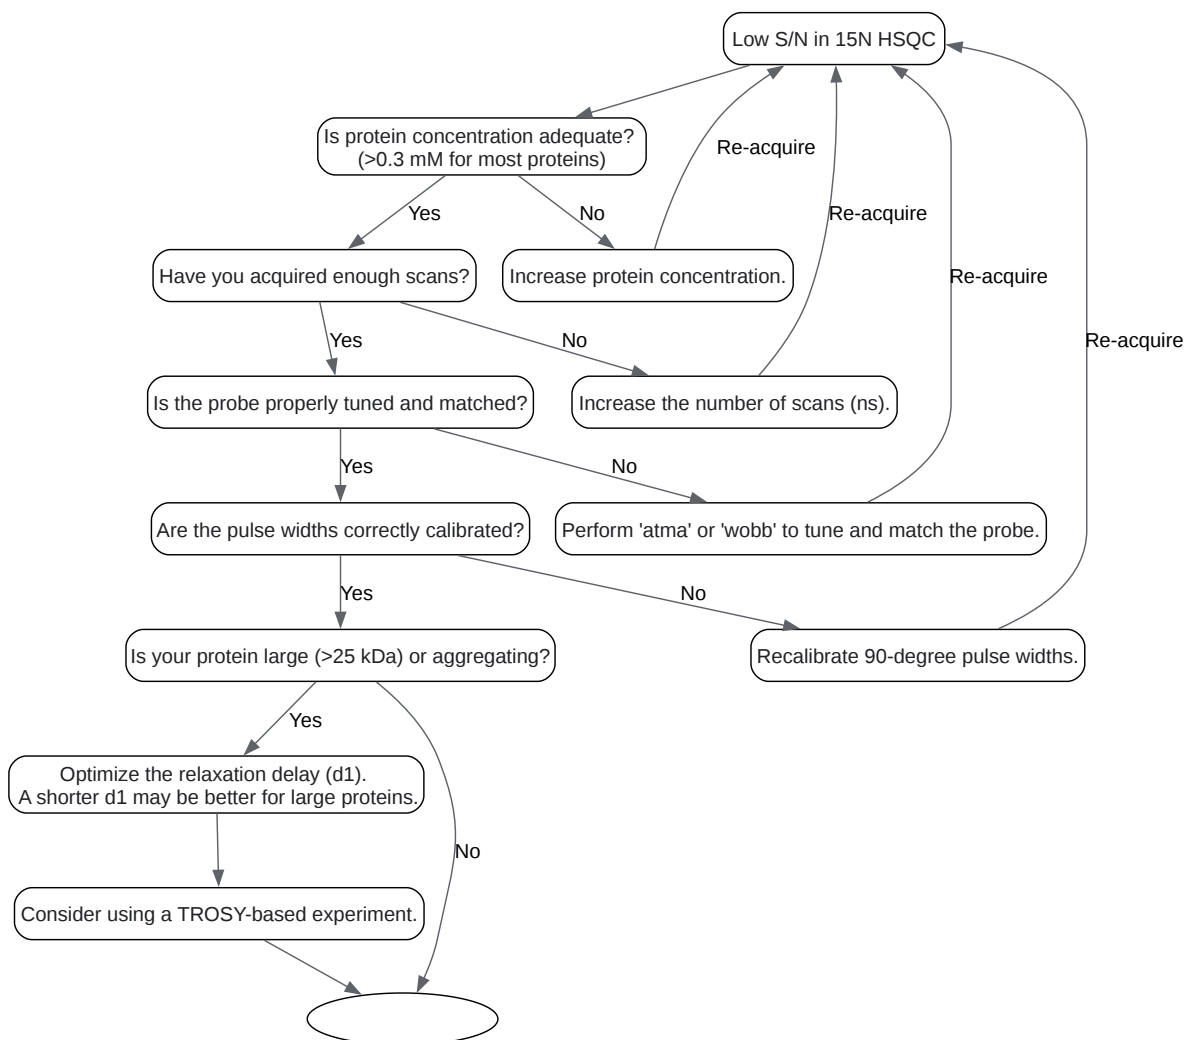 Low S/N in 15N HSQC
Is protein concentration adequate?
(>0.3 mM for most proteins)
Re-acquire
Yes
No
Re-acquire
Have you acquired enough scans?
Increase protein concentration.
Re-acquire
Yes
No
Re-acquire
Is the probe properly tuned and matched?
Increase the number of scans (ns).
Yes
No
Are the pulse widths correctly calibrated?
Perform 'atma' or 'wobb' to tune and match the probe.
Yes
No
Is your protein large (>25 kDa) or aggregating?
Recalibrate 90-degree pulse widths.
Yes
Optimize the relaxation delay (d1).
A shorter d1 may be better for large proteins.
No
Consider using a TROSY-based experiment.